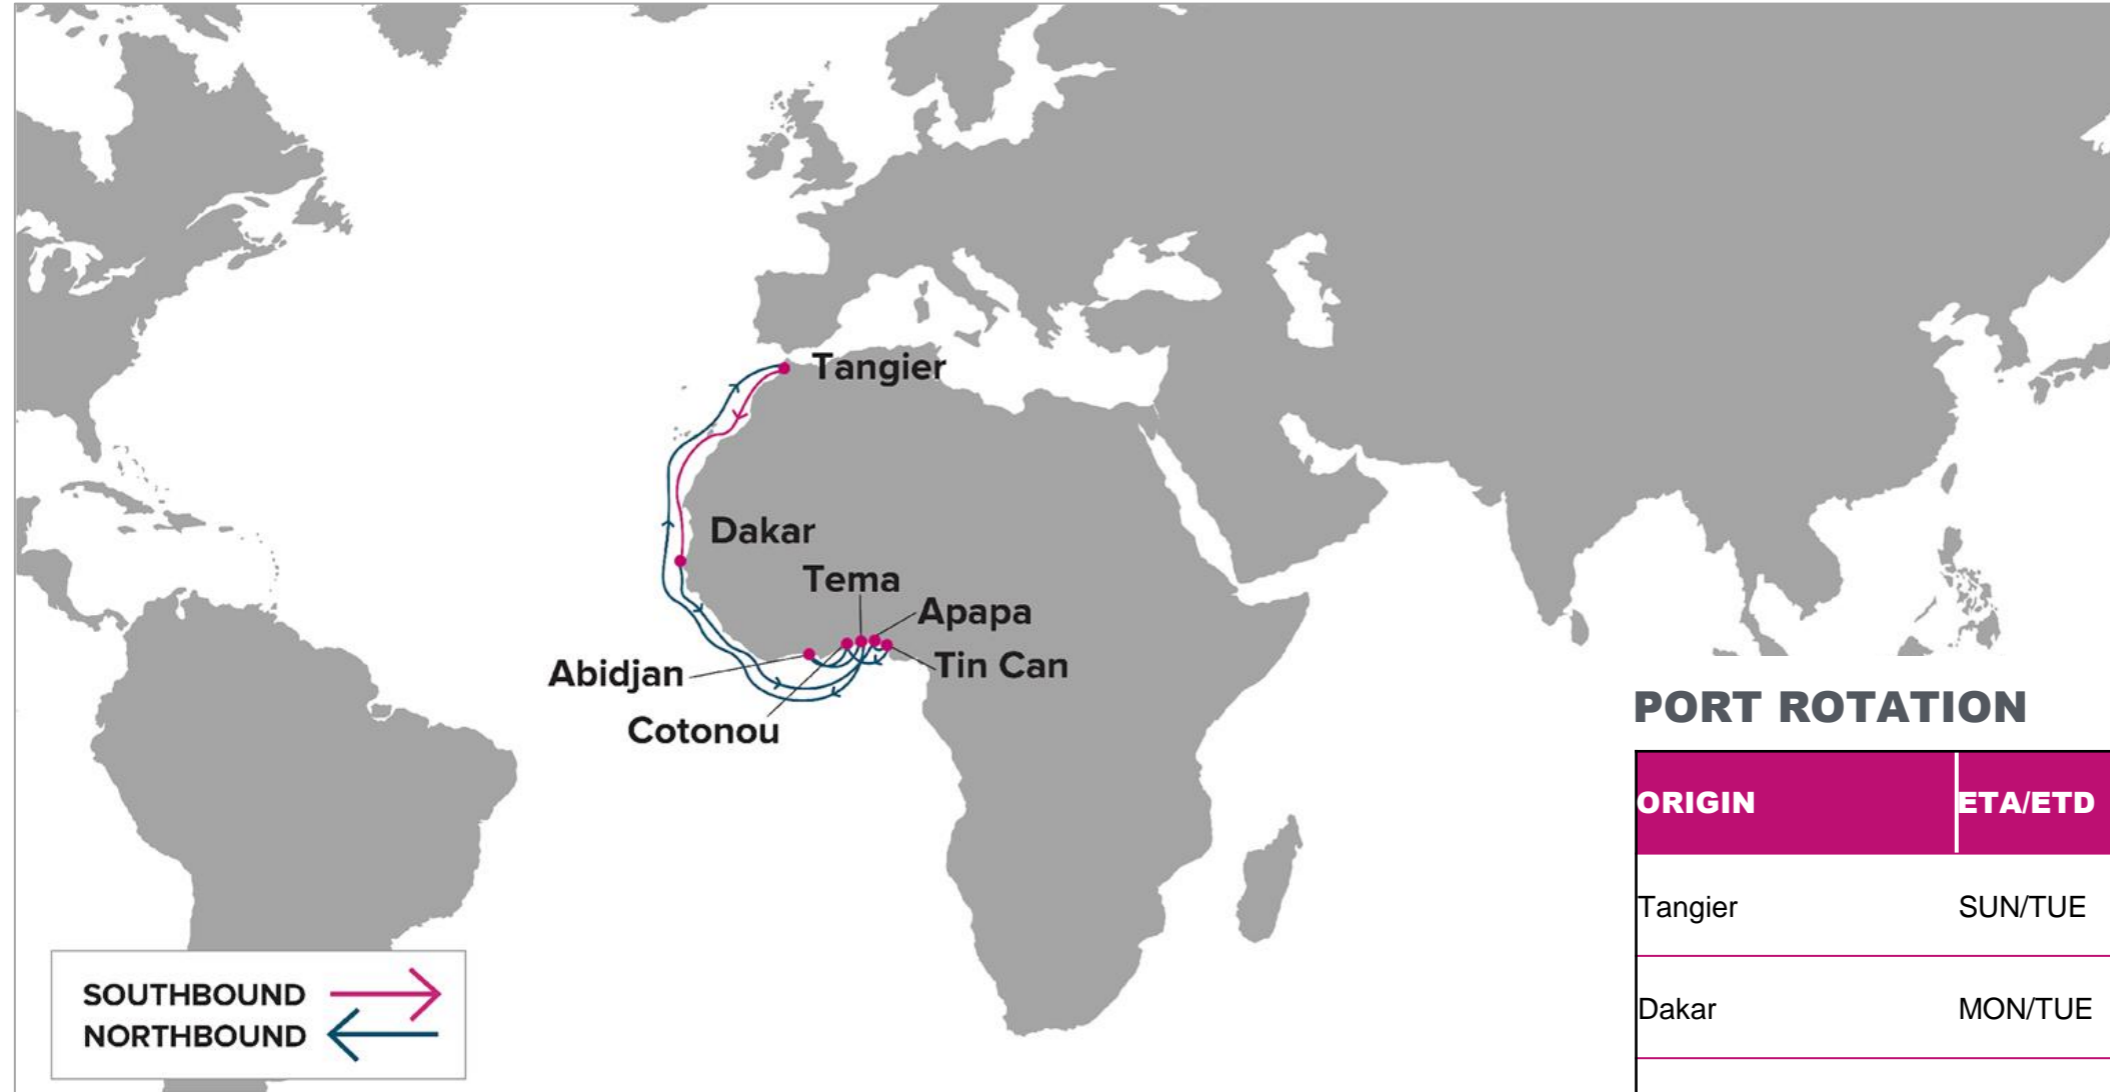 Tangier
Dakar
Tema
Apapa
Abidjan
Tin Can
Cotonou
SOUTHBOUND
NORTHBOUND
PORT ROTATION
ORIGIN ETA/ETD
Tangier SUN/TUE
Dakar MON/TUE